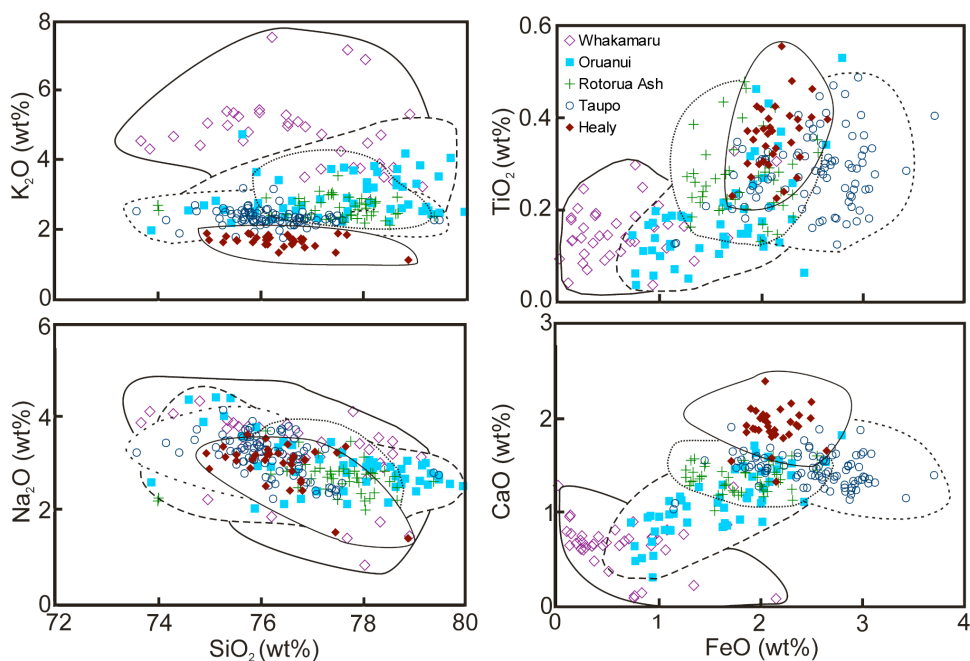 8
6
4
2
0
K₂O (wt%)
0.6
0.4
0.2
0.0
TiO₂ (wt%)
Whakamaru
Oruanui
Rotorua Ash
Taupo
Healy
6
4
2
0
Na₂O (wt%)
72 74 76 78 80
SiO₂ (wt%)
3
2
1
0
CaO (wt%)
0 1 2 3 4
FeO (wt%)